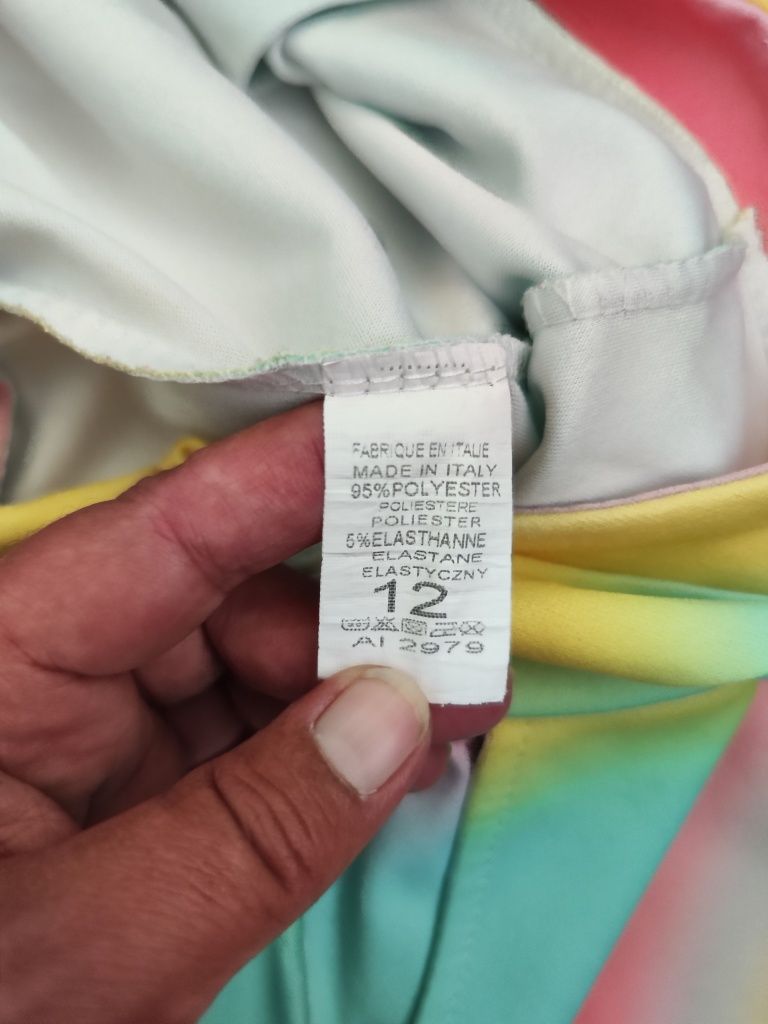 FABRIQUE EN ITALIE
MADE IN ITALY
95%POLYESTER
POLIESTERE
POLIESTER
5%ELASTHANNE
ELASTANE
ELASTYCZNY
12
AI 2979